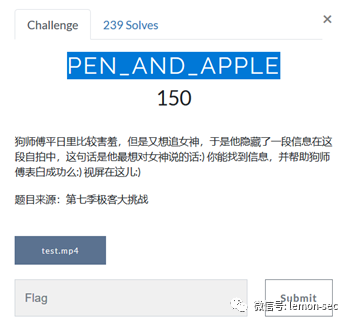 Challenge
239 Solves
×
PEN_AND_APPLE
150
狗师傅平日里比较害羞，但是又想追女神，于是他隐藏了一段信息在这
段自拍中，这句话是他最想对女神说的话:) 你能找到信息，并帮助狗师
傅表白成功么:) 视屏在这儿:)
题目来源：第七季极客大挑战
test.mp4
Flag
Submit
微信号: lemon-sec